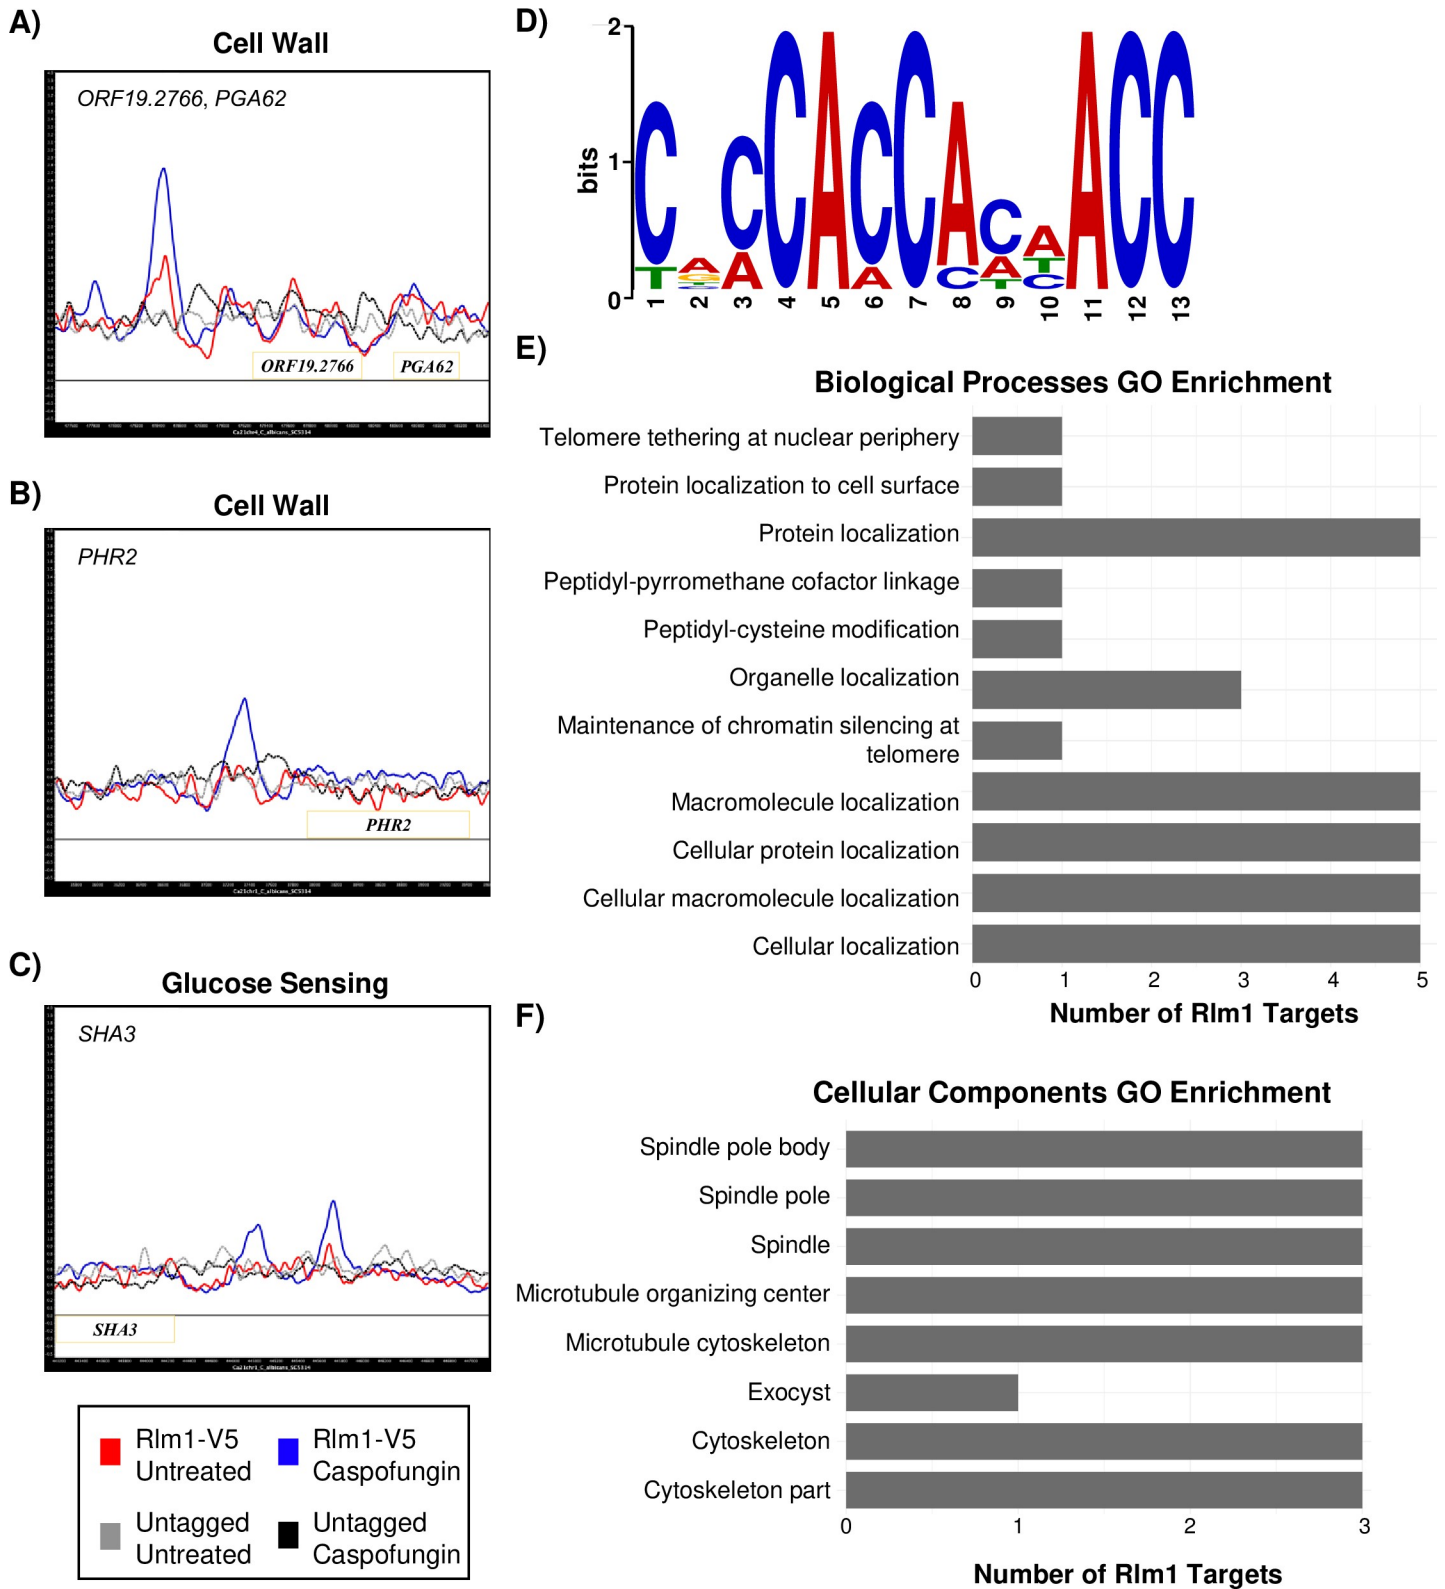 A)
Cell Wall
ORF19.2766, PGA62
ORF19.2766
PGA62
Ca21chr4_C_albicans_SC5314
B)
Cell Wall
PHR2
PHR2
Ca21chr1_C_albicans_SC5314
C)
Glucose Sensing
SHA3
SHA3
Ca21chr1_C_albicans_SC5314
Rlm1-V5
Untreated
Rlm1-V5
Caspofungin
Untagged
Untreated
Untagged
Caspofungin
D)
bits
2
1
0
1 2 3 4 5 6 7 8 9 10 11 12 13
E)
Biological Processes GO Enrichment
Telomere tethering at nuclear periphery
Protein localization to cell surface
Protein localization
Peptidyl-pyrromethane cofactor linkage
Peptidyl-cysteine modification
Organelle localization
Maintenance of chromatin silencing at
telomere
Macromolecule localization
Cellular protein localization
Cellular macromolecule localization
Cellular localization
0 1 2 3 4 5
Number of Rlm1 Targets
F)
Cellular Components GO Enrichment
Spindle pole body
Spindle pole
Spindle
Microtubule organizing center
Microtubule cytoskeleton
Exocyst
Cytoskeleton
Cytoskeleton part
0 1 2 3
Number of Rlm1 Targets